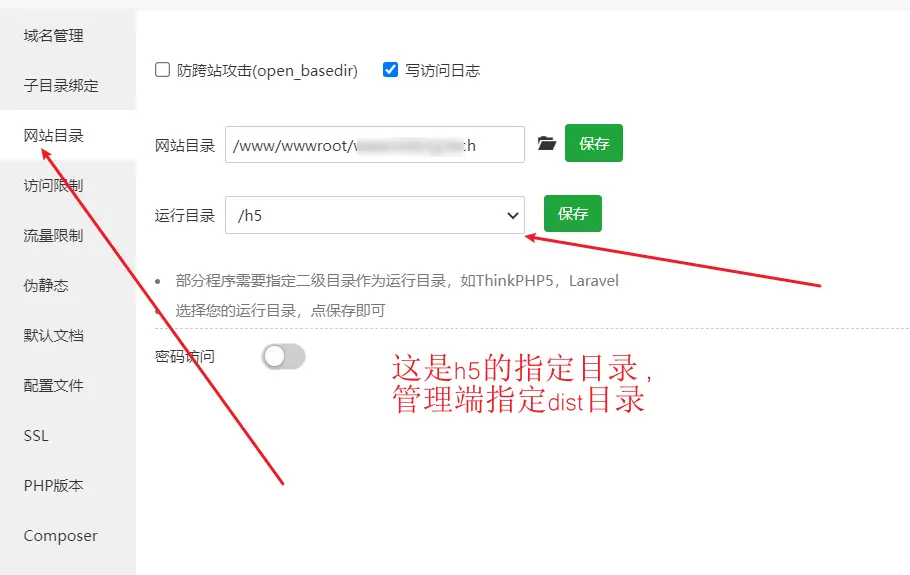 域名管理
子目录绑定
网站目录
访问限制
流量限制
伪静态
默认文档
配置文件
SSL
PHP版本
Composer
防跨站攻击(open_basedir) 写访问日志
网站目录 /www/wwwroot/ 保存
运行目录 /h5 保存
部分程序需要指定二级目录作为运行目录，如ThinkPHP5，Laravel
选择您的运行目录，点保存即可
密码访问
这是h5的指定目录，
管理端指定dist目录